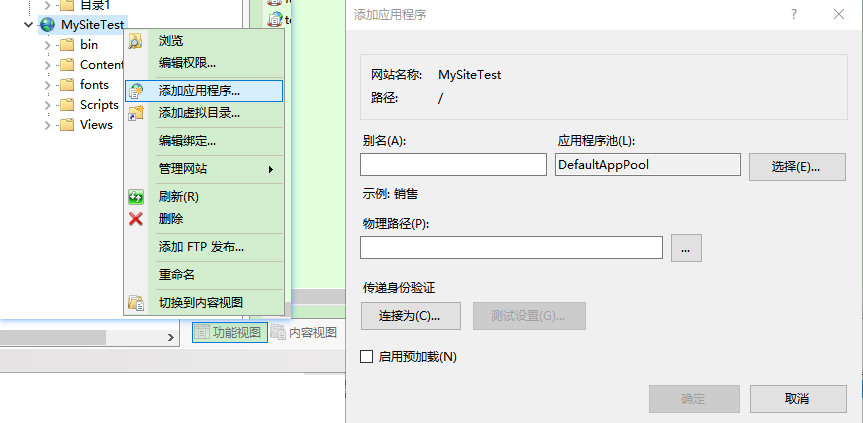 目录1
MySiteTest
bin
Content
fonts
Scripts
Views
浏览
编辑权限...
添加应用程序...
添加虚拟目录...
编辑绑定...
管理网站
刷新(R)
删除
添加 FTP 发布...
重命名
切换到内容视图
功能视图
内容视图
添加应用程序
?
网站名称: MySiteTest
路径: /
别名(A): 应用程序池(L):
DefaultAppPool 选择(E)...
示例: 销售
物理路径(P):
...
传递身份验证
连接为(C)... 测试设置(G)...
启用预加载(N)
确定 取消